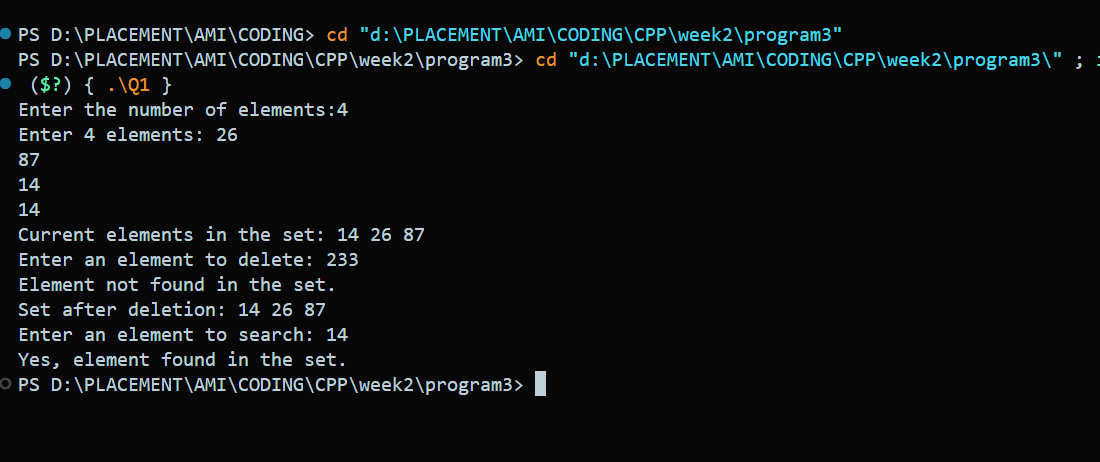 PS D:\PLACEMENT\AMI\CODING> cd "d:\PLACEMENT\AMI\CODING\CPP\week2\program3"
PS D:\PLACEMENT\AMI\CODING\CPP\week2\program3> cd "d:\PLACEMENT\AMI\CODING\CPP\week2\program3\" ;
($?) { .\Q1 }
Enter the number of elements:4
Enter 4 elements: 26
87
14
14
Current elements in the set: 14 26 87
Enter an element to delete: 233
Element not found in the set.
Set after deletion: 14 26 87
Enter an element to search: 14
Yes, element found in the set.
PS D:\PLACEMENT\AMI\CODING\CPP\week2\program3>